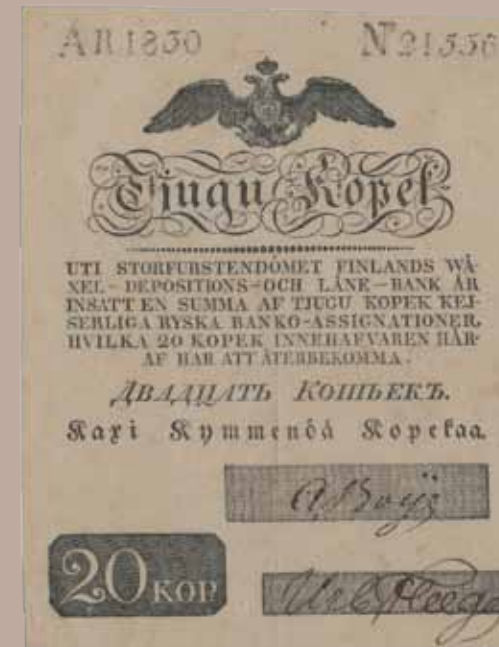 ÅR 1830 No 21556
Tjugu Kopek
UTI STORFURSTENDÖMET FINLANDS WÄ-
XEL-DEPOSITIONS-OCH LÅNE-BANK ÄR
INSATT EN SUMMA AF TJUGU KOPEK KEJ-
SERLIGA RYSKA BANKO-ASSIGNATIONER,
HVILKA 20 KOPEK INNEHAFVAREN HÄR-
AF HAR ATT ÅTERBEKOMMA.
ДВАДЦАТЬ КОПѢЕКЪ.
Kaxi Kymmendä Kopekaa.
20 KOP.